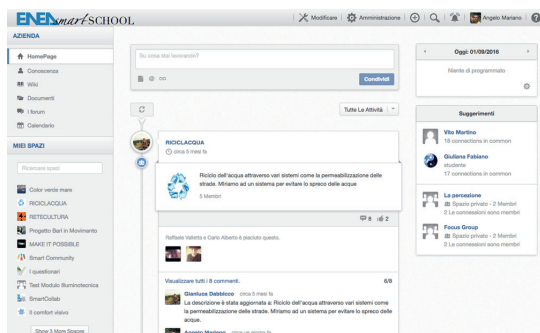 ENEA smart-SCHOOL
Modificare
Amministrazione
Angelo Mariano
AZIENDA
HomePage
Conoscenza
Wiki
Documenti
I forum
Calendario
MIEI SPAZI
Ricercare spazi
Color verde mare
RICICLACQUA
RETECULTURA
Progetto Bari in Movimento
MAKE IT POSSIBLE
Smart Community
I questionari
Test Modulo Illuminotecnica
SmartCollab
Il comfort visivo
Show 3 More Spaces
Su cosa stai lavorando?
Condividi
Tutte Le Attività
RICICLACQUA
circa 5 mesi fa
Riciclo dell'acqua attraverso vari sistemi come la permeabilizzazione delle
strade. Miriamo ad un sistema per evitare lo spreco delle acque
5 Membri
8 2
Raffaele Valletta e Carlo Alberto è piaciuto questo.
Visualizzare tutti i 8 commenti. 6/8
Gianluca Dabbicco circa 5 mesi fa
La descrizione è stata aggiornata a: Riciclo dell'acqua attraverso vari sistemi come
la permeabilizzazione delle strade. Miriamo ad un sistema per evitare lo spreco delle
acque.
Angelo Mariano circa un giorno fa
Oggi: 01/09/2016
Niente di programmato
Suggerimenti
Vito Martino
18 connections in common
Giuliana Fabiano
studente
17 connections in common
La percezione
Spazio privato - 2 Membri
2 Le connessioni sono membri
Focus Group
Spazio privato - 2 Membri
2 Le connessioni sono membri